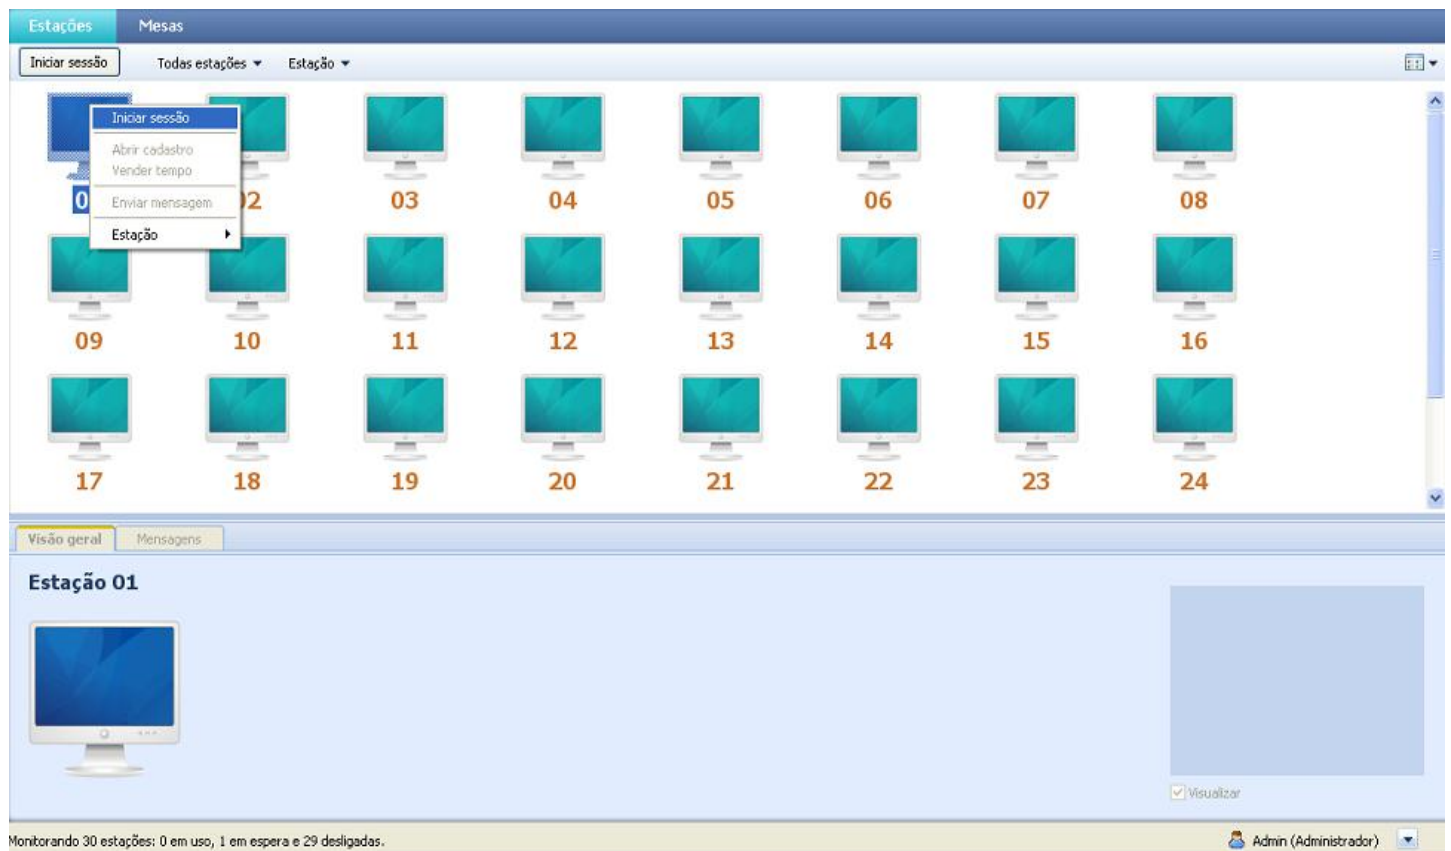 Estações Mesas
Iniciar sessão Todas estações Estação
Iniciar sessão
Abrir cadastro
Vender tempo
Enviar mensagem
Estação
0 02 03 04 05 06 07 08
09 10 11 12 13 14 15 16
17 18 19 20 21 22 23 24
Visão geral Mensagens
Estação 01
Visualizar
Monitorando 30 estações: 0 em uso, 1 em espera e 29 desligadas. Admin (Administrador)